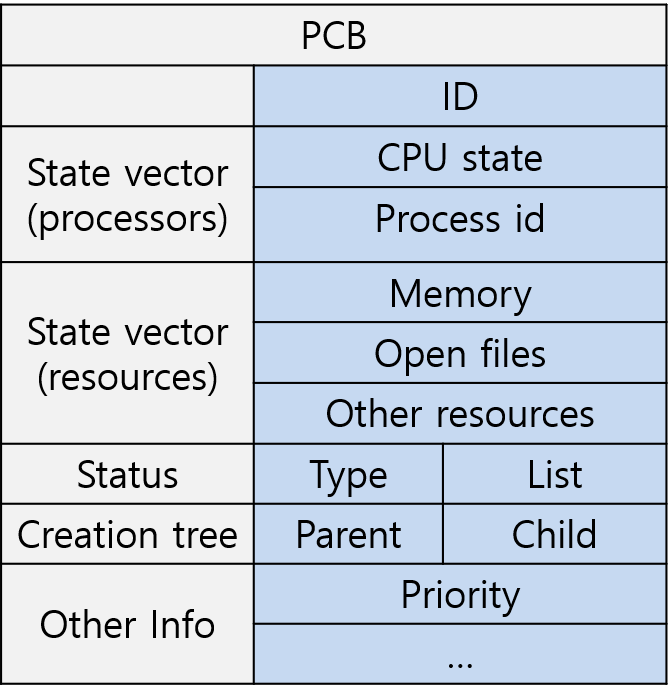 PCB
ID
State vector
(processors)
CPU state
Process id
State vector
(resources)
Memory
Open files
Other resources
Status
Type
List
Creation tree
Parent
Child
Other Info
Priority
...